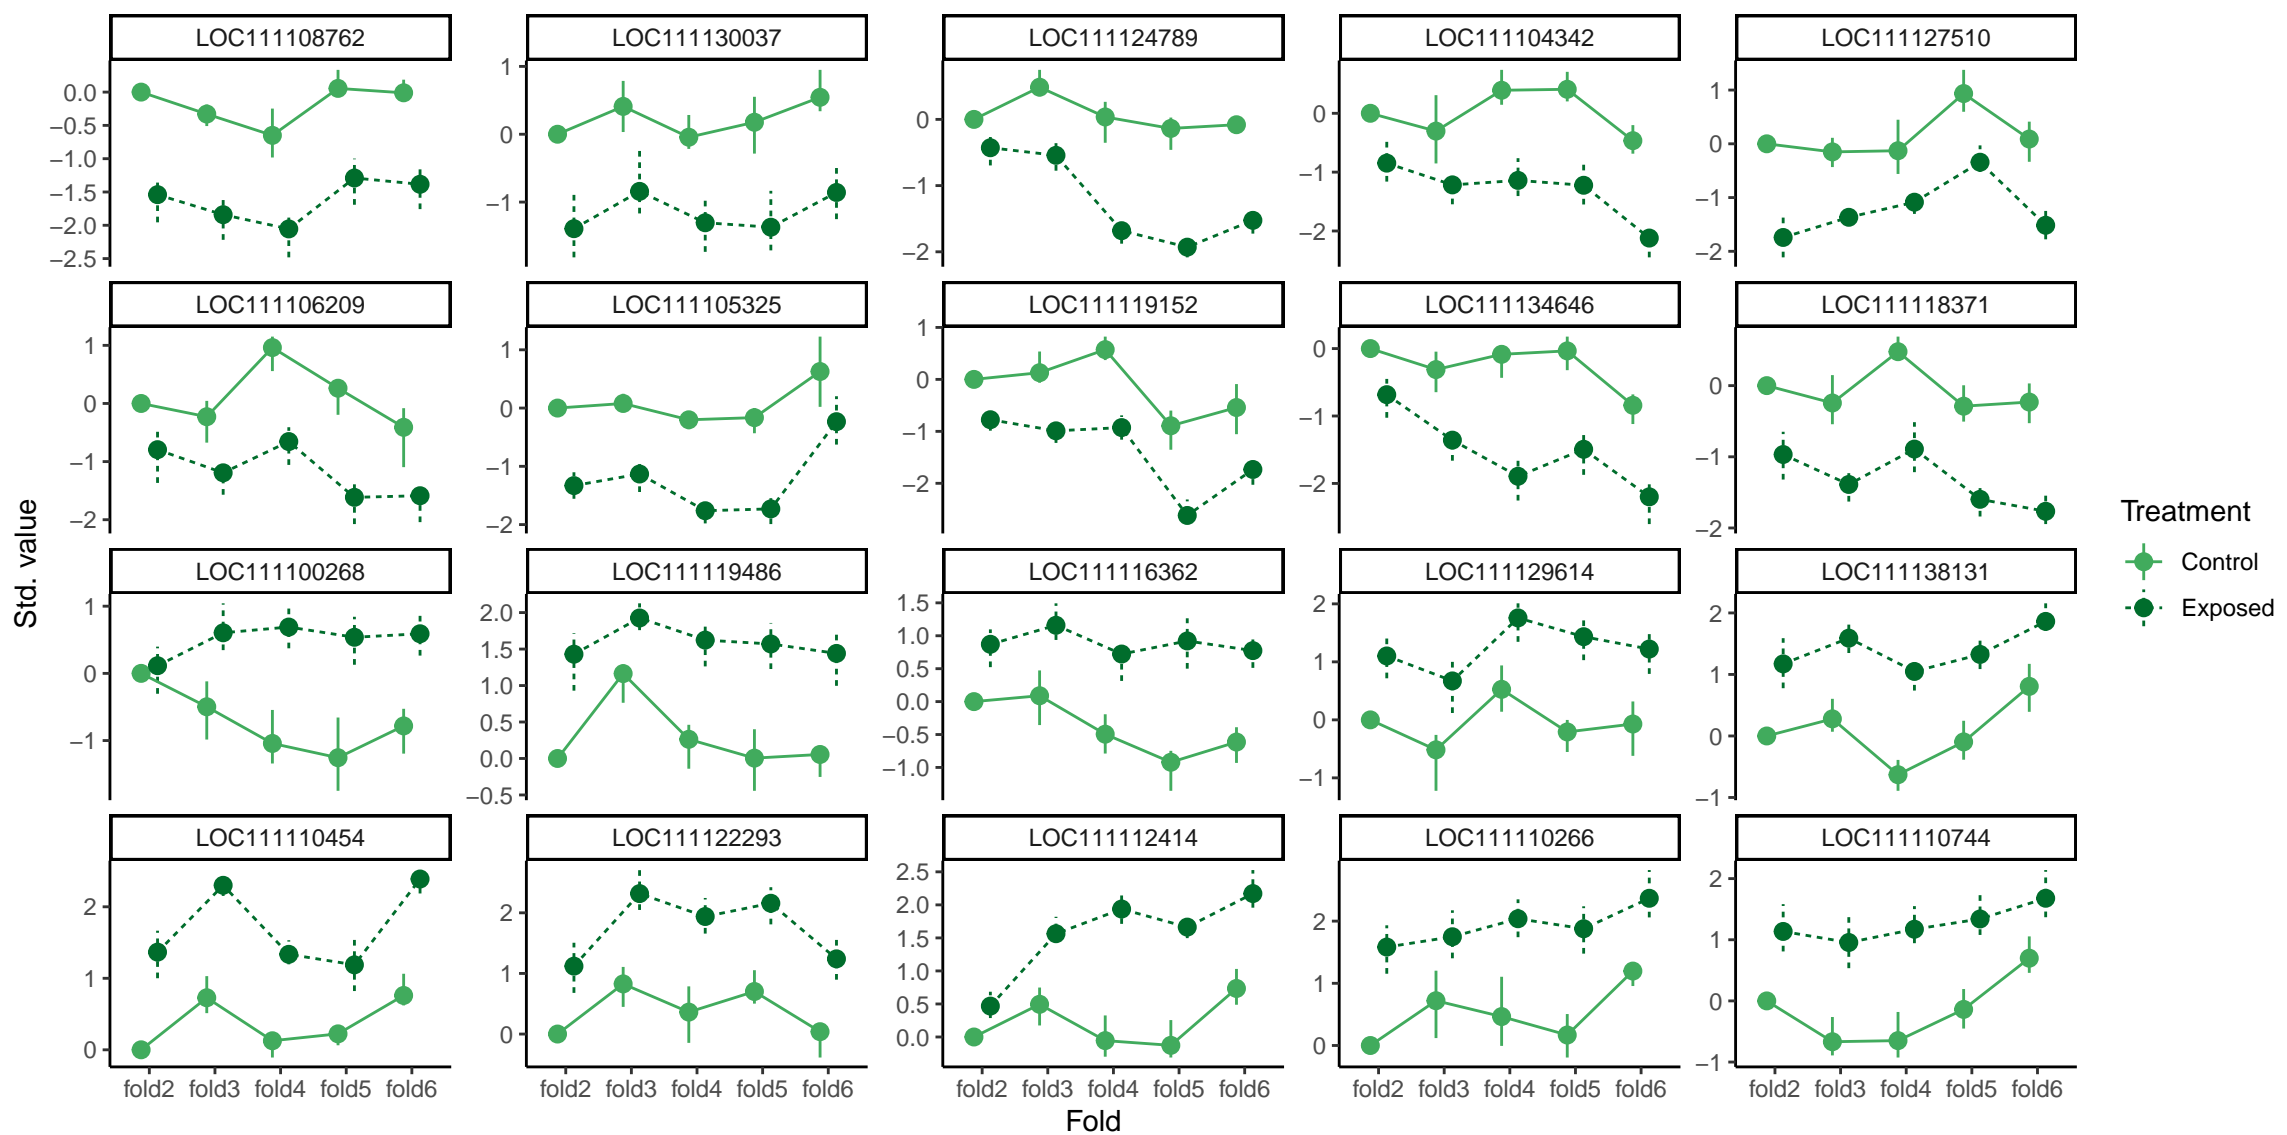 LOC111108762 LOC111130037 LOC111124789 LOC111104342 LOC111127510
0.0 −0.5 −1.0 −1.5 −2.0 −2.5
1 0 −1
0 −1 −2
0 −1 −2
1 0 −1 −2
LOC111106209 LOC111105325 LOC111119152 LOC111134646 LOC111118371
1 0 −1 −2
1 0 −1 −2
1 0 −1 −2
0 −1 −2
0 −1 −2
LOC111100268 LOC111119486 LOC111116362 LOC111129614 LOC111138131
1 0 −1
2.0 1.5 1.0 0.5 0.0 −0.5
1.5 1.0 0.5 0.0 −0.5 −1.0
2 1 0 −1
2 1 0 −1
LOC111110454 LOC111122293 LOC111112414 LOC111110266 LOC111110744
2 1 0
2 1 0
2.5 2.0 1.5 1.0 0.5 0.0
2 1 0
2 1 0 −1
fold2 fold3 fold4 fold5 fold6 fold2 fold3 fold4 fold5 fold6 fold2 fold3 fold4 fold5 fold6 fold2 fold3 fold4 fold5 fold6 fold2 fold3 fold4 fold5 fold6
Fold
Std. value
Treatment
Control
Exposed